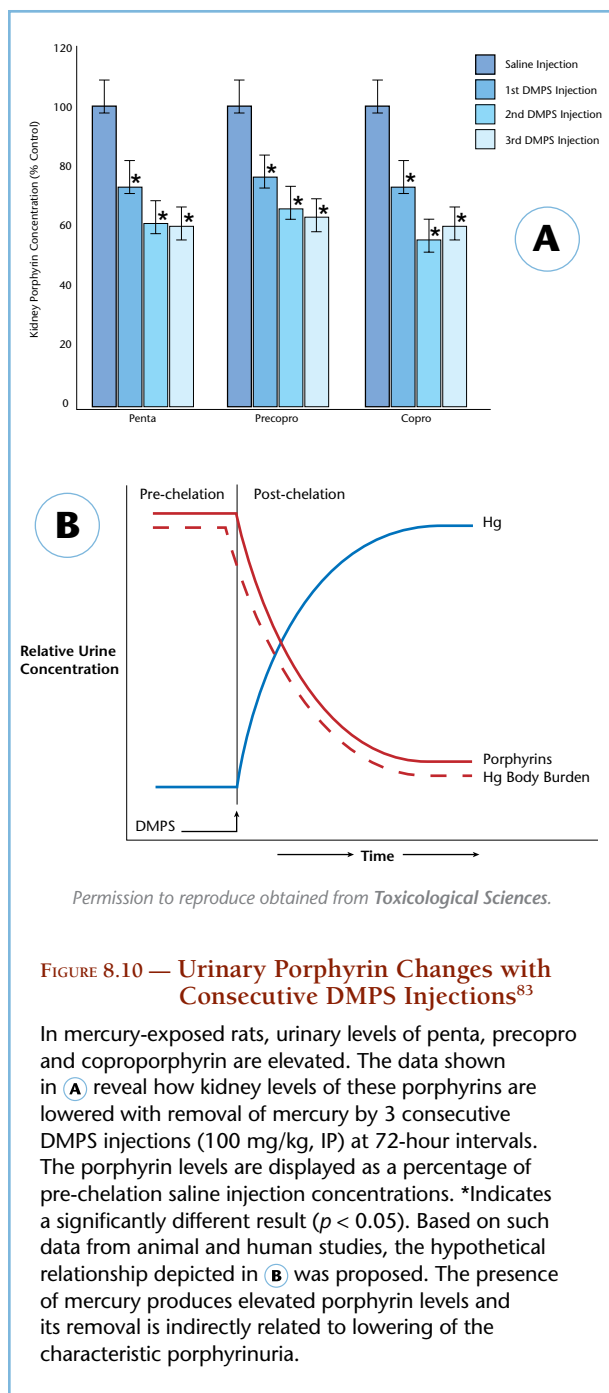 120
100
80
60
40
20
0
Kidney Porphyrin Concentration (% Control)
Saline Injection
1st DMPS Injection
2nd DMPS Injection
3rd DMPS Injection
* * *
* * *
* * *
A
Penta Precopro Copro
B
Pre-chelation Post-chelation
Hg
Relative Urine
Concentration
Porphyrins
Hg Body Burden
DMPS
Time
Permission to reproduce obtained from Toxicological Sciences.
FIGURE 8.10 — Urinary Porphyrin Changes with
Consecutive DMPS Injections83
In mercury-exposed rats, urinary levels of penta, precopro
and coproporphyrin are elevated. The data shown
in A reveal how kidney levels of these porphyrins are
lowered with removal of mercury by 3 consecutive
DMPS injections (100 mg/kg, IP) at 72-hour intervals.
The porphyrin levels are displayed as a percentage of
pre-chelation saline injection concentrations. *Indicates
a significantly different result (p < 0.05). Based on such
data from animal and human studies, the hypothetical
relationship depicted in B was proposed. The presence
of mercury produces elevated porphyrin levels and
its removal is indirectly related to lowering of the
characteristic porphyrinuria.